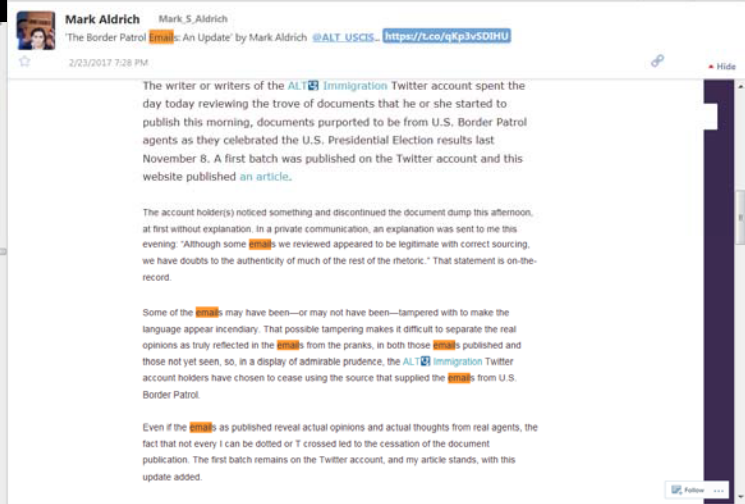 Mark Aldrich Mark_S_Aldrich
'The Border Patrol Emails: An Update' by Mark Aldrich @ALT_USCIS... https://t.co/qKp3vSDIHU
2/23/2017 7:28 PM
Hide
The writer or writers of the ALT Immigration Twitter account spent the
day today reviewing the trove of documents that he or she started to
publish this morning, documents purported to be from U.S. Border Patrol
agents as they celebrated the U.S. Presidential Election results last
November 8. A first batch was published on the Twitter account and this
website published an article.
The account holder(s) noticed something and discontinued the document dump this afternoon,
at first without explanation. In a private communication, an explanation was sent to me this
evening: "Although some emails we reviewed appeared to be legitimate with correct sourcing,
we have doubts to the authenticity of much of the rest of the rhetoric." That statement is on-the-
record.
Some of the emails may have been—or may not have been—tampered with to make the
language appear incendiary. That possible tampering makes it difficult to separate the real
opinions as truly reflected in the emails from the pranks, in both those emails published and
those not yet seen, so, in a display of admirable prudence, the ALT Immigration Twitter
account holders have chosen to cease using the source that supplied the emails from U.S.
Border Patrol.
Even if the emails as published reveal actual opinions and actual thoughts from real agents, the
fact that not every I can be dotted or T crossed led to the cessation of the document
publication. The first batch remains on the Twitter account, and my article stands, with this
update added.
Follow ...